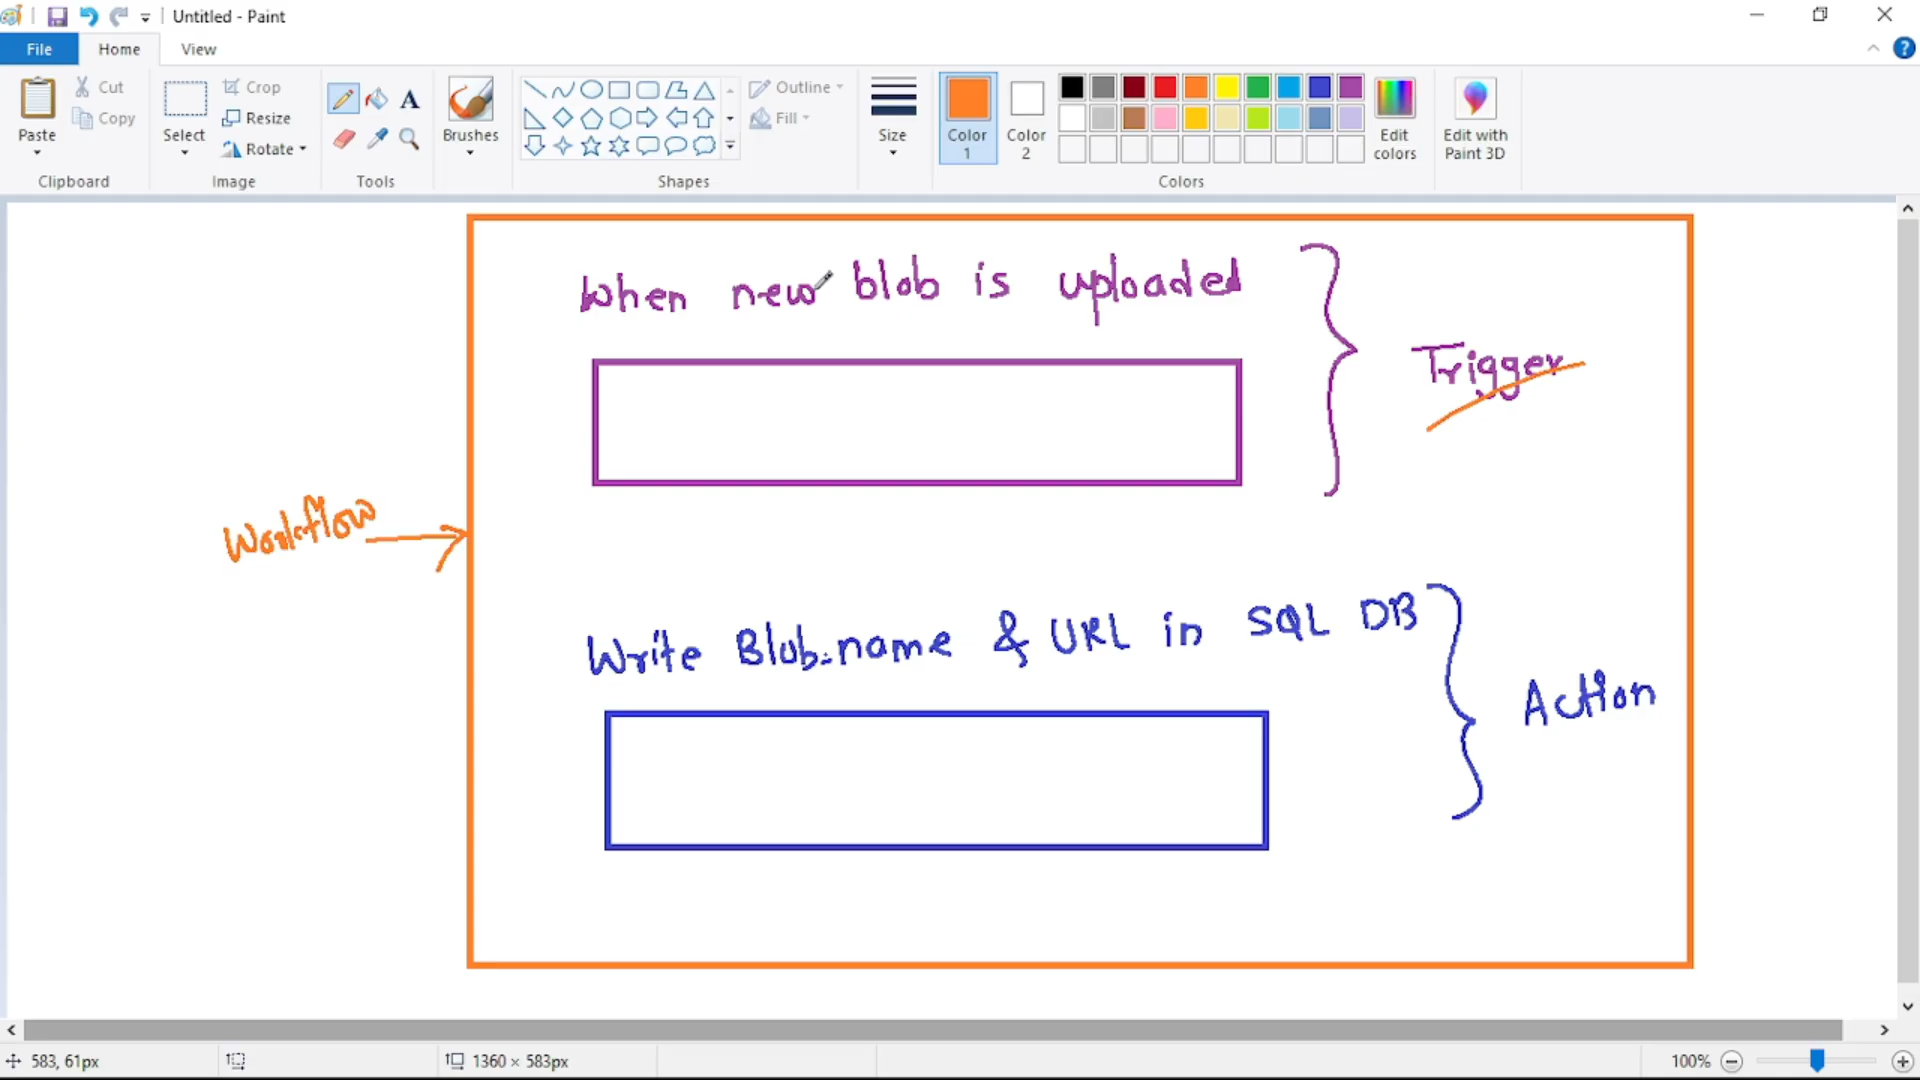 Untitled - Paint
File Home View
Paste Cut Copy Clipboard
Select Crop Resize Rotate Image
Tools
Brushes
Shapes Outline Fill
Size
Color 1 Color 2 Edit colors Colors
Edit with Paint 3D
When new blob is uploaded
Trigger
Workflow
Write Blob-name & URL in SQL DB
Action
583, 61px 1360 × 583px 100%